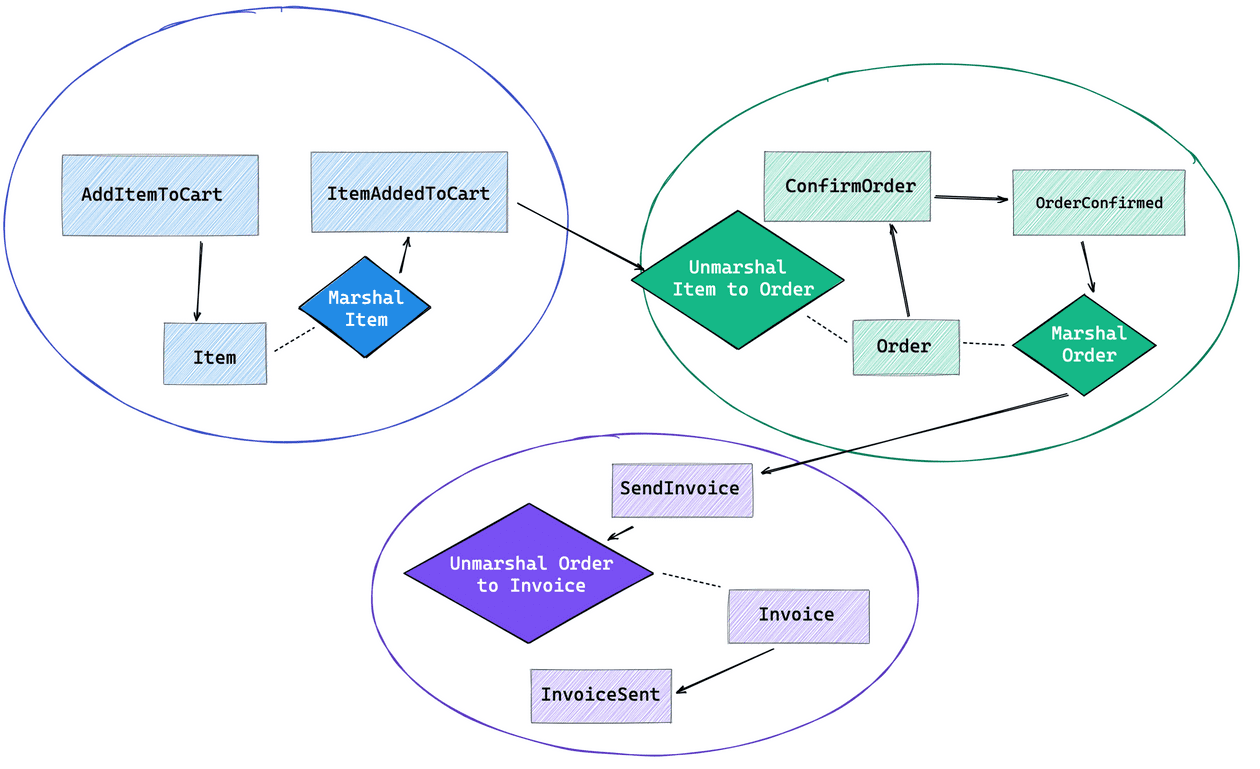 AddItemToCart
ItemAddedToCart
Marshal
Item
Item
ConfirmOrder
OrderConfirmed
Unmarshal
Item to Order
Order
Marshal
Order
SendInvoice
Unmarshal Order
to Invoice
Invoice
InvoiceSent